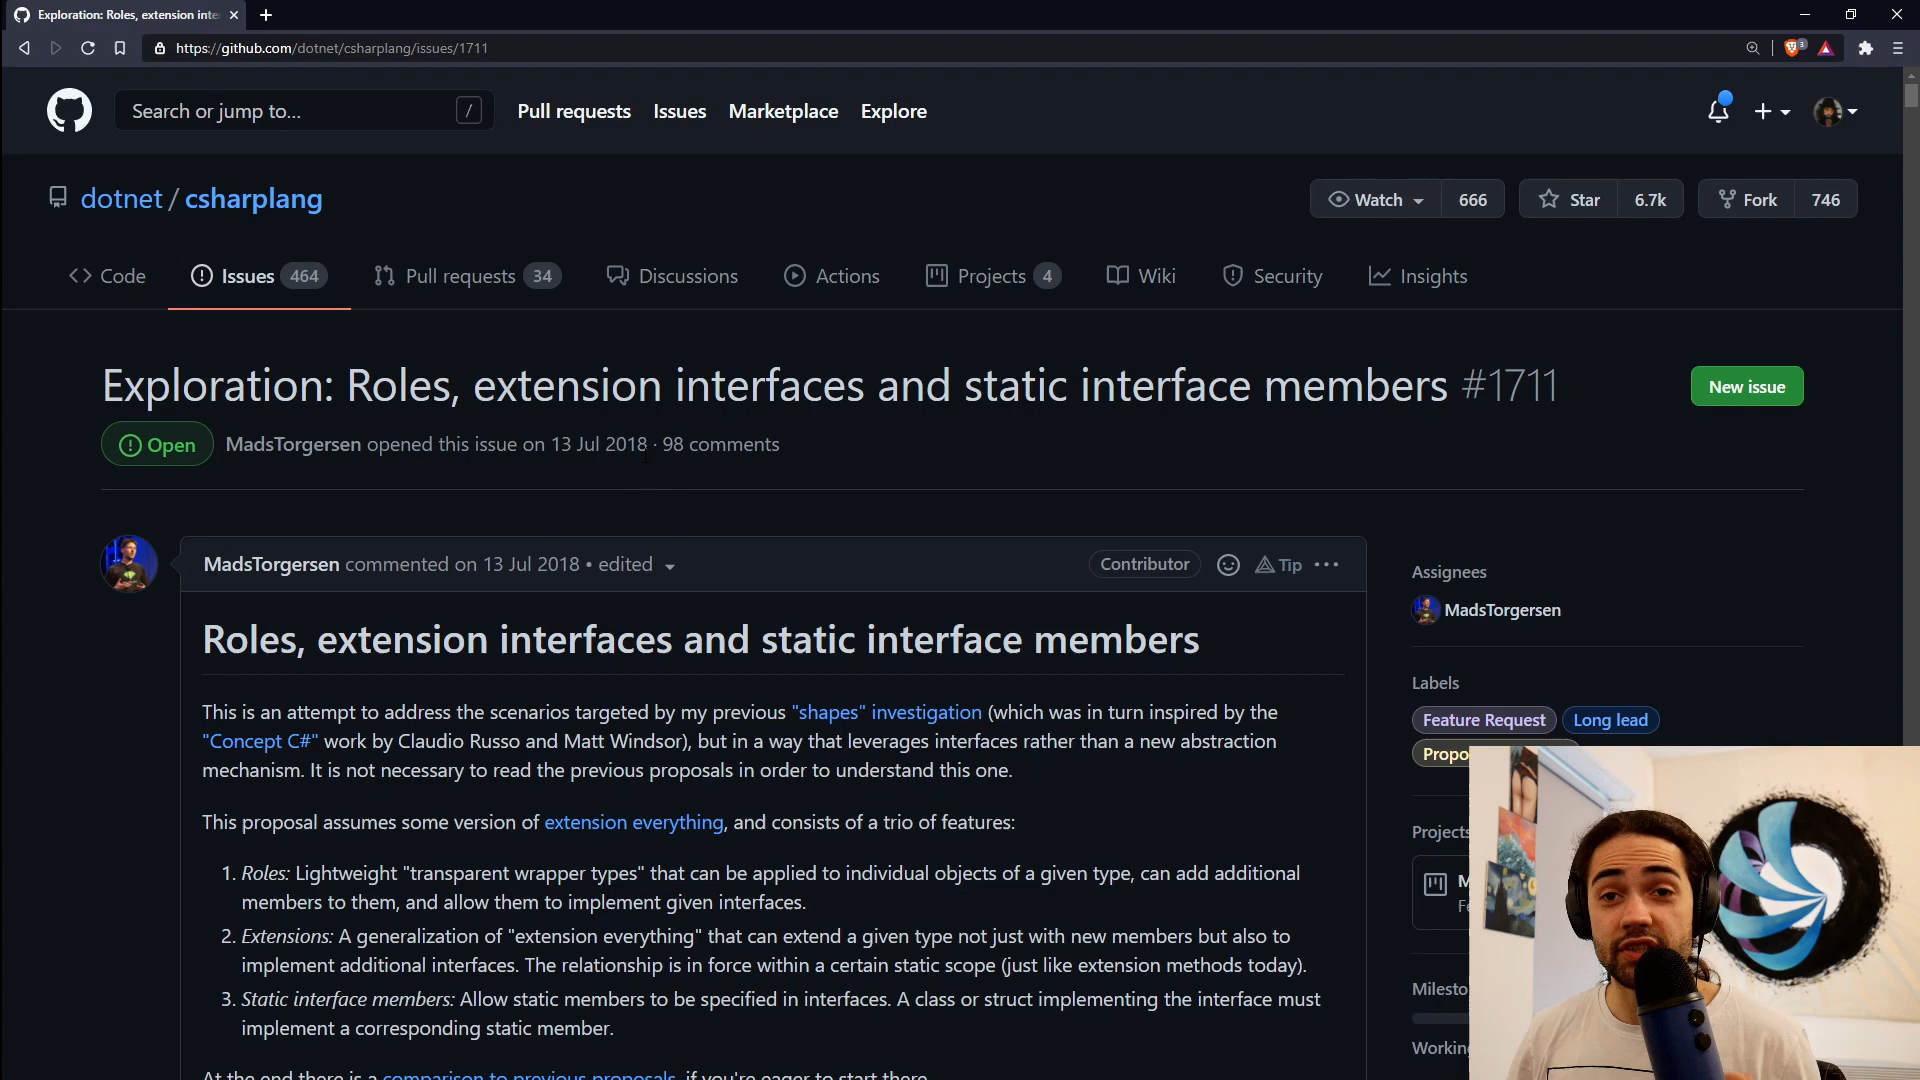 Exploration: Roles, extension inte
https://github.com/dotnet/csharplang/issues/1711
3
Search or jump to...
/
Pull requests
Issues
Marketplace
Explore
dotnet / csharplang
Watch
666
Star
6.7k
Fork
746
Code
Issues 464
Pull requests 34
Discussions
Actions
Projects 4
Wiki
Security
Insights
Exploration: Roles, extension interfaces and static interface members #1711
New issue
Open
MadsTorgersen opened this issue on 13 Jul 2018 · 98 comments
MadsTorgersen commented on 13 Jul 2018 • edited
Contributor
Tip
Roles, extension interfaces and static interface members
This is an attempt to address the scenarios targeted by my previous "shapes" investigation (which was in turn inspired by the
"Concept C#" work by Claudio Russo and Matt Windsor), but in a way that leverages interfaces rather than a new abstraction
mechanism. It is not necessary to read the previous proposals in order to understand this one.
This proposal assumes some version of extension everything, and consists of a trio of features:
1. Roles: Lightweight "transparent wrapper types" that can be applied to individual objects of a given type, can add additional
members to them, and allow them to implement given interfaces.
2. Extensions: A generalization of "extension everything" that can extend a given type not just with new members but also to
implement additional interfaces. The relationship is in force within a certain static scope (just like extension methods today).
3. Static interface members: Allow static members to be specified in interfaces. A class or struct implementing the interface must
implement a corresponding static member.
At the end there is a comparison to previous proposals, if you're eager to start there.
Assignees
MadsTorgersen
Labels
Feature Request
Long lead
Propo
Projects
M
Fe
Milesto
Working